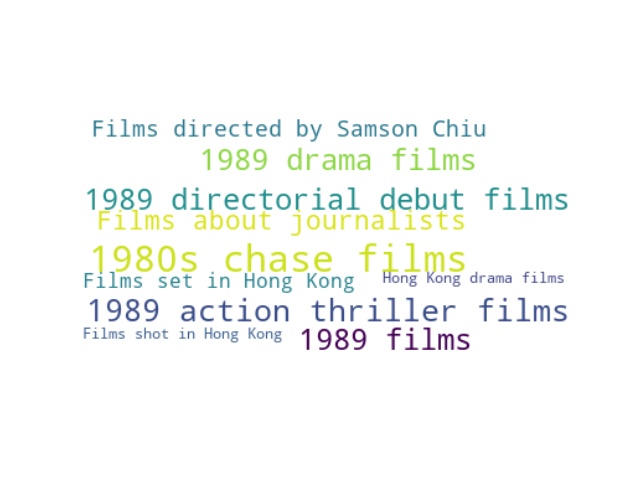 Films directed by Samson Chiu
1989 drama films
1989 directorial debut films
Films about journalists
1980s chase films
Films set in Hong Kong
Hong Kong drama films
1989 action thriller films
Films shot in Hong Kong
1989 films